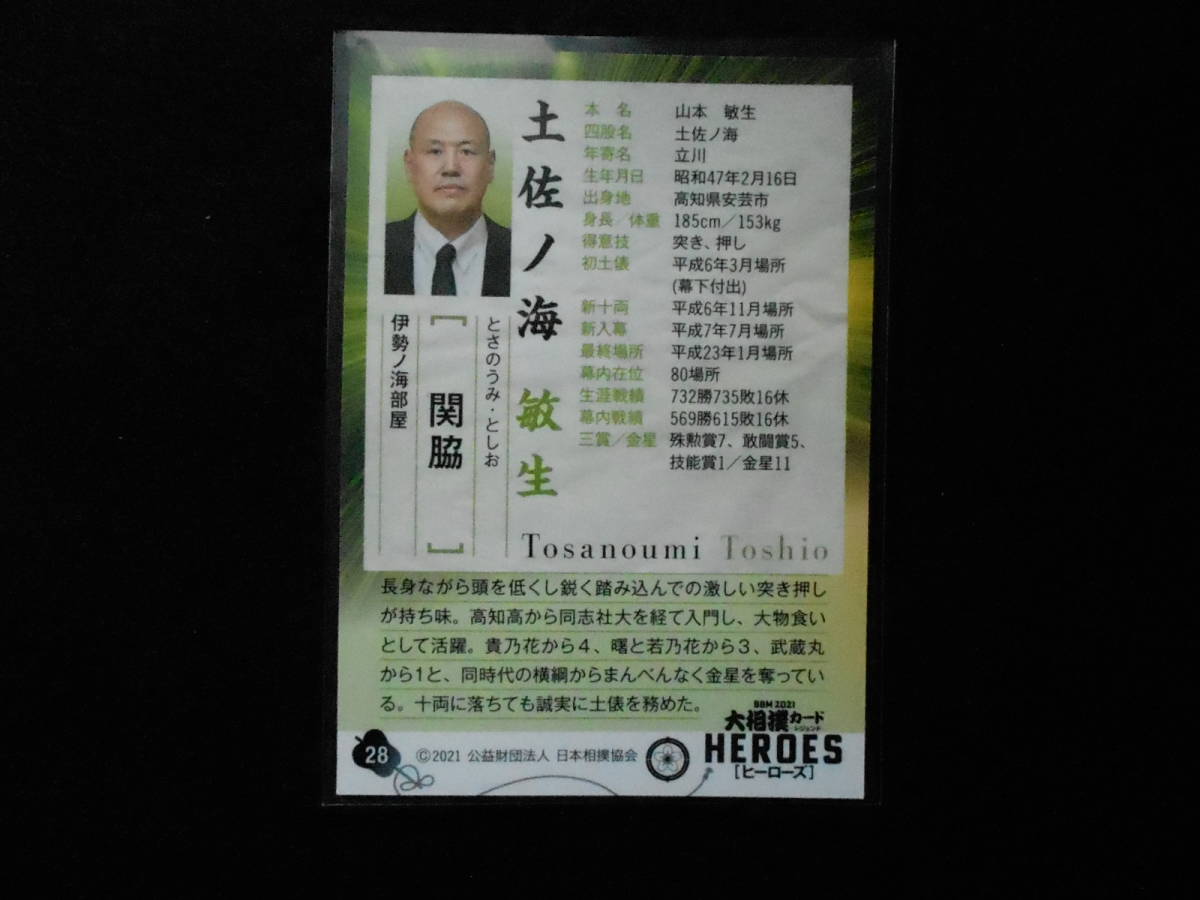 土佐ノ海 敏生
とさのうみ・としお
［ 関脇 ］
伊勢ノ海部屋
本 名 山本 敏生
四股名 土佐ノ海
年寄名 立川
生年月日 昭和47年2月16日
出身地 高知県安芸市
身長／体重 185cm／153kg
得意技 突き、押し
初土俵 平成6年3月場所
(幕下付出)
新十両 平成6年11月場所
新入幕 平成7年7月場所
最終場所 平成23年1月場所
幕内在位 80場所
生涯戦績 732勝735敗16休
幕内戦績 569勝615敗16休
三賞／金星 殊勲賞7、敢闘賞5、
技能賞1／金星11
Tosanoumi Toshio
長身ながら頭を低くし鋭く踏み込んでの激しい突き押し
が持ち味。高知高から同志社大を経て入門し、大物食い
として活躍。貴乃花から4、曙と若乃花から3、武蔵丸
から1と、同時代の横綱からまんべんなく金星を奪ってい
る。十両に落ちても誠実に土俵を務めた。
BBM 2021
大相撲カード
レジェンド
HEROES
[ヒーローズ]
28
©2021 公益財団法人 日本相撲協会